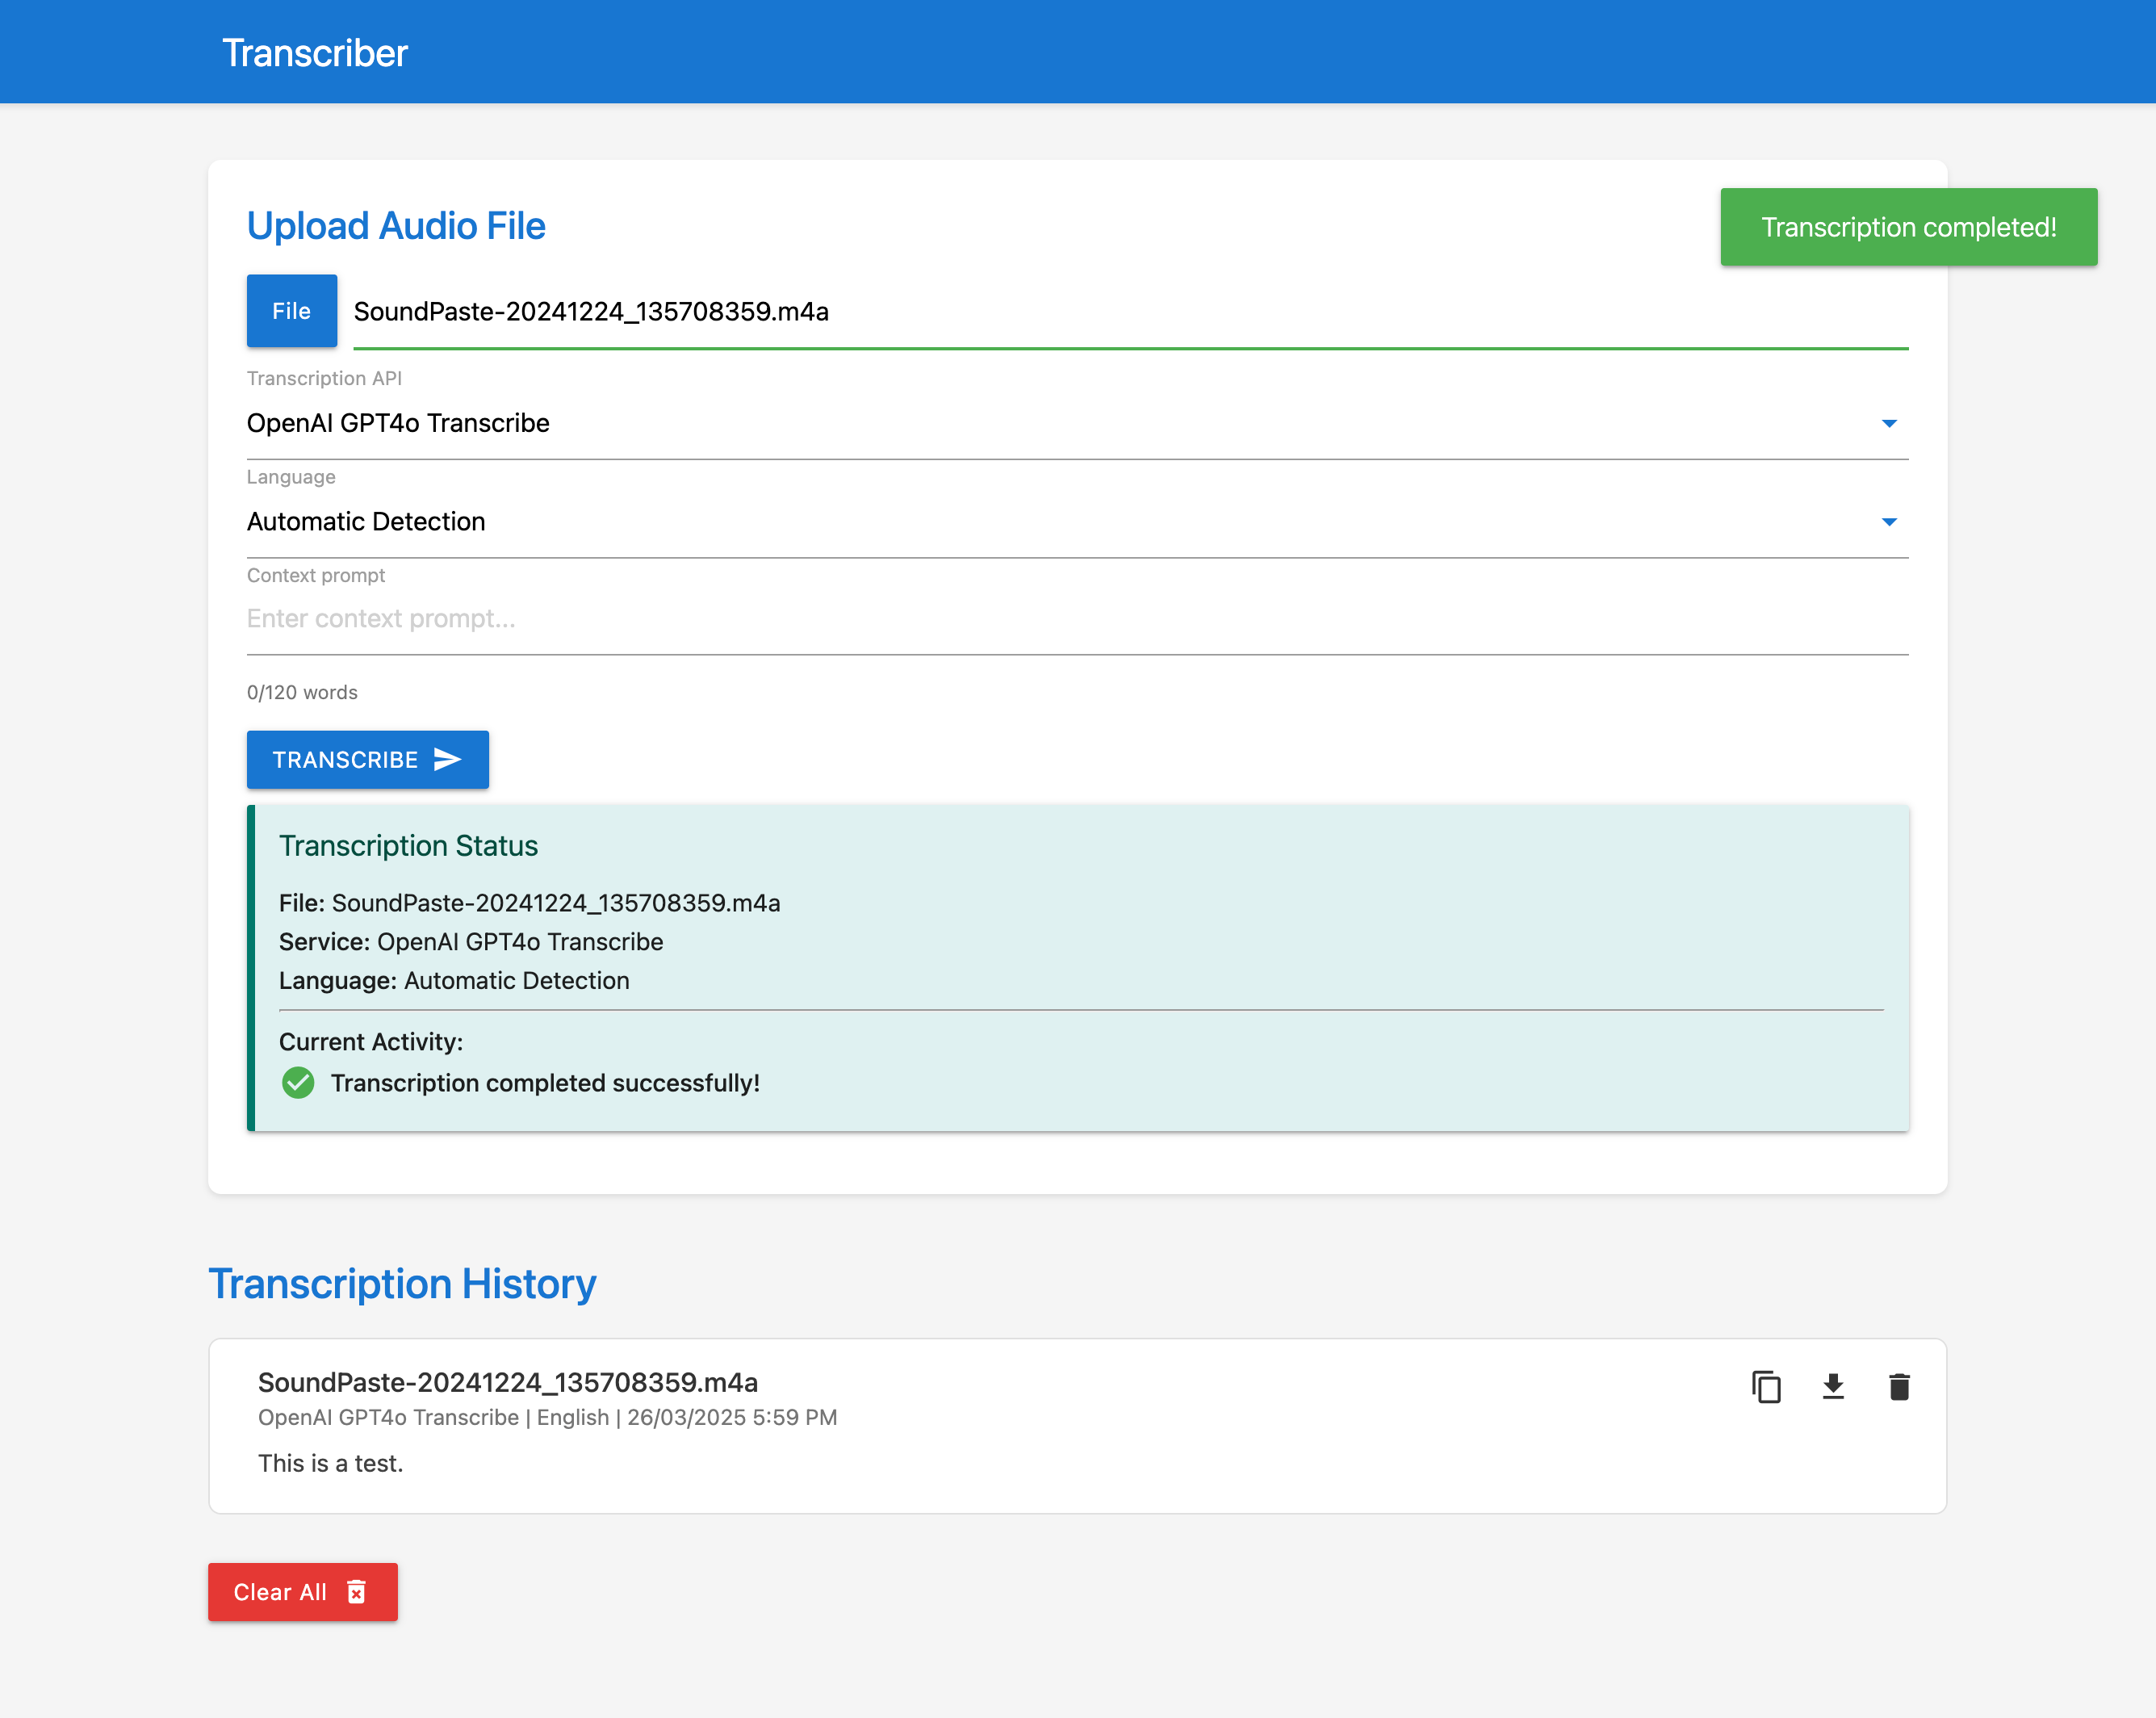 Transcriber
Upload Audio File
Transcription completed!
File
SoundPaste-20241224_135708359.m4a
Transcription API
OpenAI GPT4o Transcribe
Language
Automatic Detection
Context prompt
Enter context prompt...
0/120 words
TRANSCRIBE
Transcription Status
File: SoundPaste-20241224_135708359.m4a
Service: OpenAI GPT4o Transcribe
Language: Automatic Detection
Current Activity:
Transcription completed successfully!
Transcription History
SoundPaste-20241224_135708359.m4a
OpenAI GPT4o Transcribe | English | 26/03/2025 5:59 PM
This is a test.
Clear All